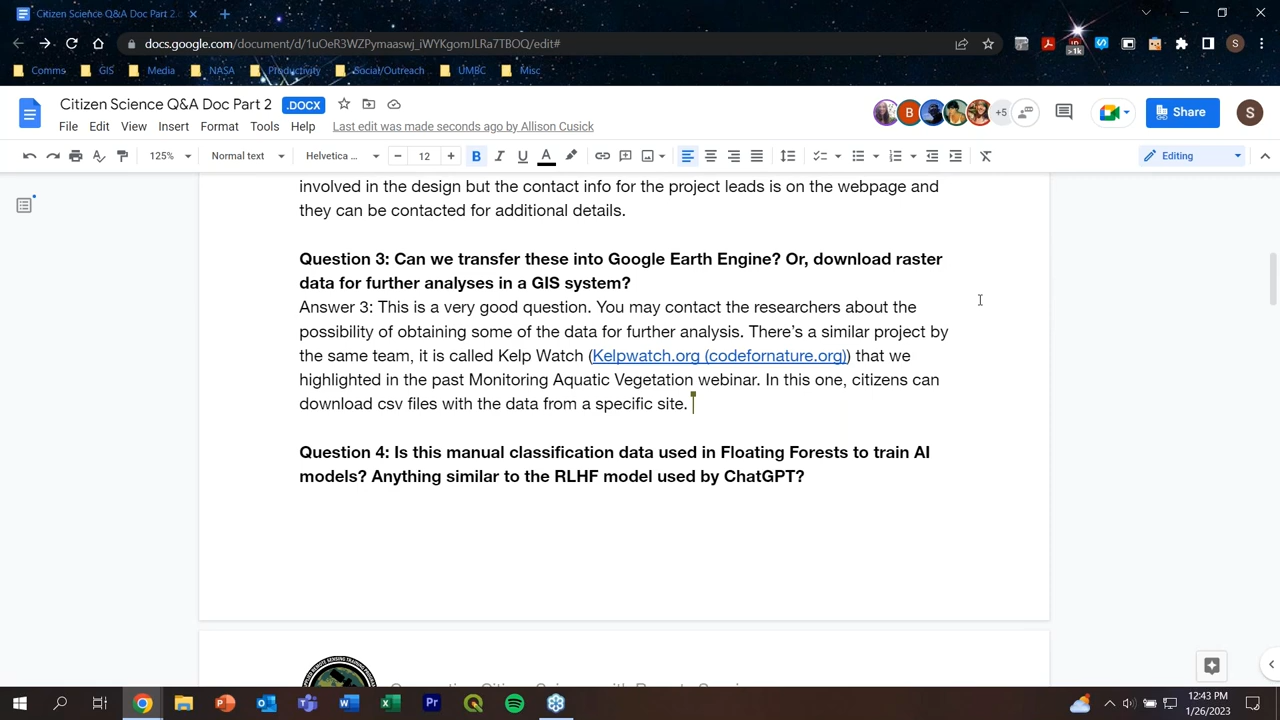 Citizen Science Q&A Doc Part 2.
docs.google.com/document/d/1uOeR3WZPymaaswj_iWYKgomJLRa7TBOQ/edit#
>1k
S
Comms GIS Media NASA Productivity Social/Outreach UMBC Misc
Citizen Science Q&A Doc Part 2 .DOCX
B +5 Share S
File Edit View Insert Format Tools Help Last edit was made seconds ago by Allison Cusick
125% Normal text Helvetica ... 12 B I U A Editing
involved in the design but the contact info for the project leads is on the webpage and
they can be contacted for additional details.
Question 3: Can we transfer these into Google Earth Engine? Or, download raster
data for further analyses in a GIS system?
Answer 3: This is a very good question. You may contact the researchers about the
possibility of obtaining some of the data for further analysis. There's a similar project by
the same team, it is called Kelp Watch (Kelpwatch.org (codefornature.org)) that we
highlighted in the past Monitoring Aquatic Vegetation webinar. In this one, citizens can
download csv files with the data from a specific site.
Question 4: Is this manual classification data used in Floating Forests to train AI
models? Anything similar to the RLHF model used by ChatGPT?
12:43 PM
1/26/2023